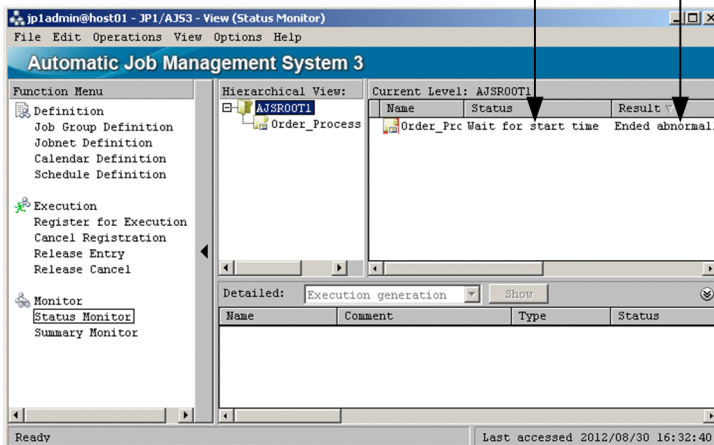 jp1admin@host01 - JP1/AJS3 - View (Status Monitor)
File Edit Operations View Options Help
Automatic Job Management System 3
Function Menu
Definition
Job Group Definition
Jobnet Definition
Calendar Definition
Schedule Definition
Execution
Register for Execution
Cancel Registration
Release Entry
Release Cancel
Monitor
Status Monitor
Summary Monitor
Hierarchical View:
AJSROOT1
Order_Process
Current Level: AJSROOT1
Name Status Result
Order_Prc Wait for start time Ended abnormal.
Detailed: Execution generation Show
Name Comment Type Status
Ready
Last accessed 2012/08/30 16:32:40